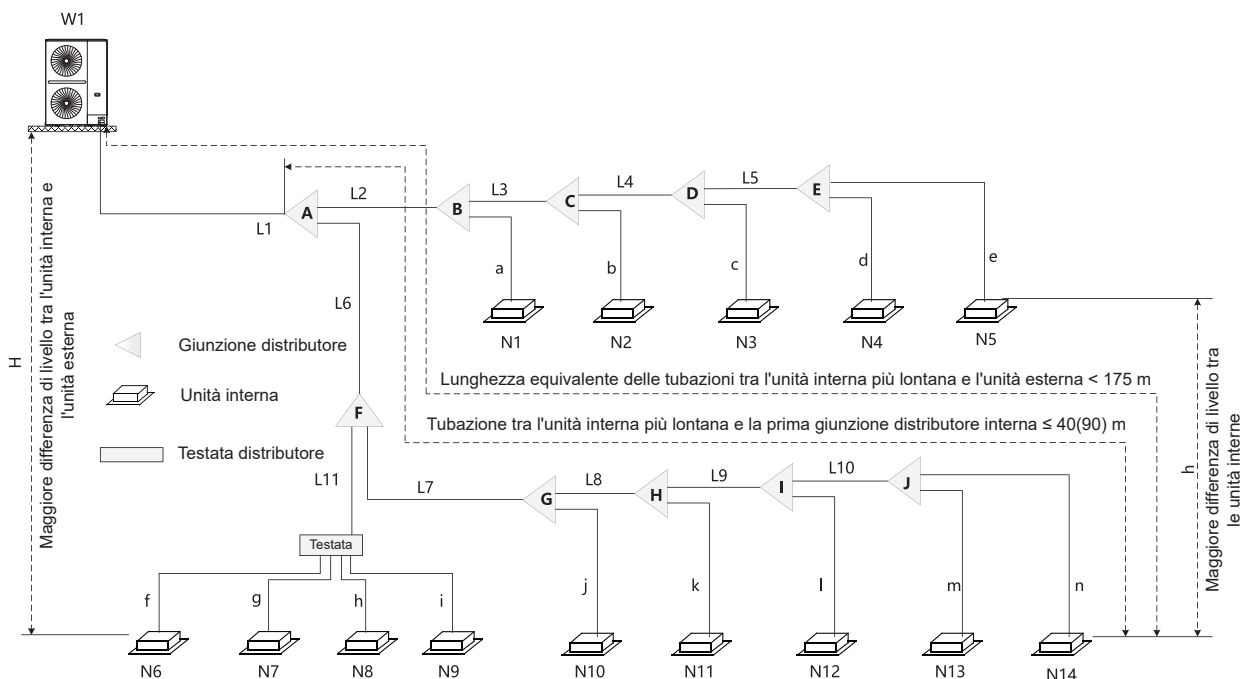 W1
H
Maggiore differenza di livello tra l'unità interna e
l'unità esterna
L1
A
L2
B
L3
C
L4
D
L5
E
a
b
c
d
e
N1
N2
N3
N4
N5
L6
Giunzione distributore
Unità interna
Testata distributore
Lunghezza equivalente delle tubazioni tra l'unità interna più lontana e l'unità esterna < 175 m
Tubazione tra l'unità interna più lontana e la prima giunzione distributore interna ≤ 40(90) m
h
Maggiore differenza di livello tra
le unità interne
F
L11
L7
G
L8
H
L9
I
L10
J
Testata
f
g
h
i
j
k
l
m
n
N6
N7
N8
N9
N10
N11
N12
N13
N14